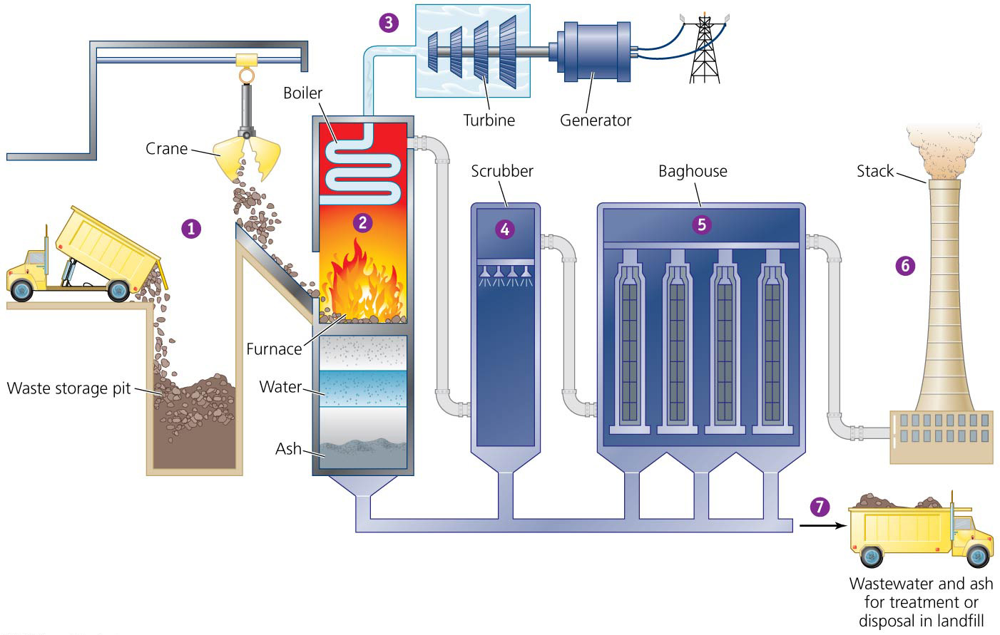 3
Boiler
Turbine
Generator
Crane
Scrubber
Baghouse
Stack
1
2
4
5
6
Furnace
Waste storage pit
Water
Ash
7
Wastewater and ash
for treatment or
disposal in landfill